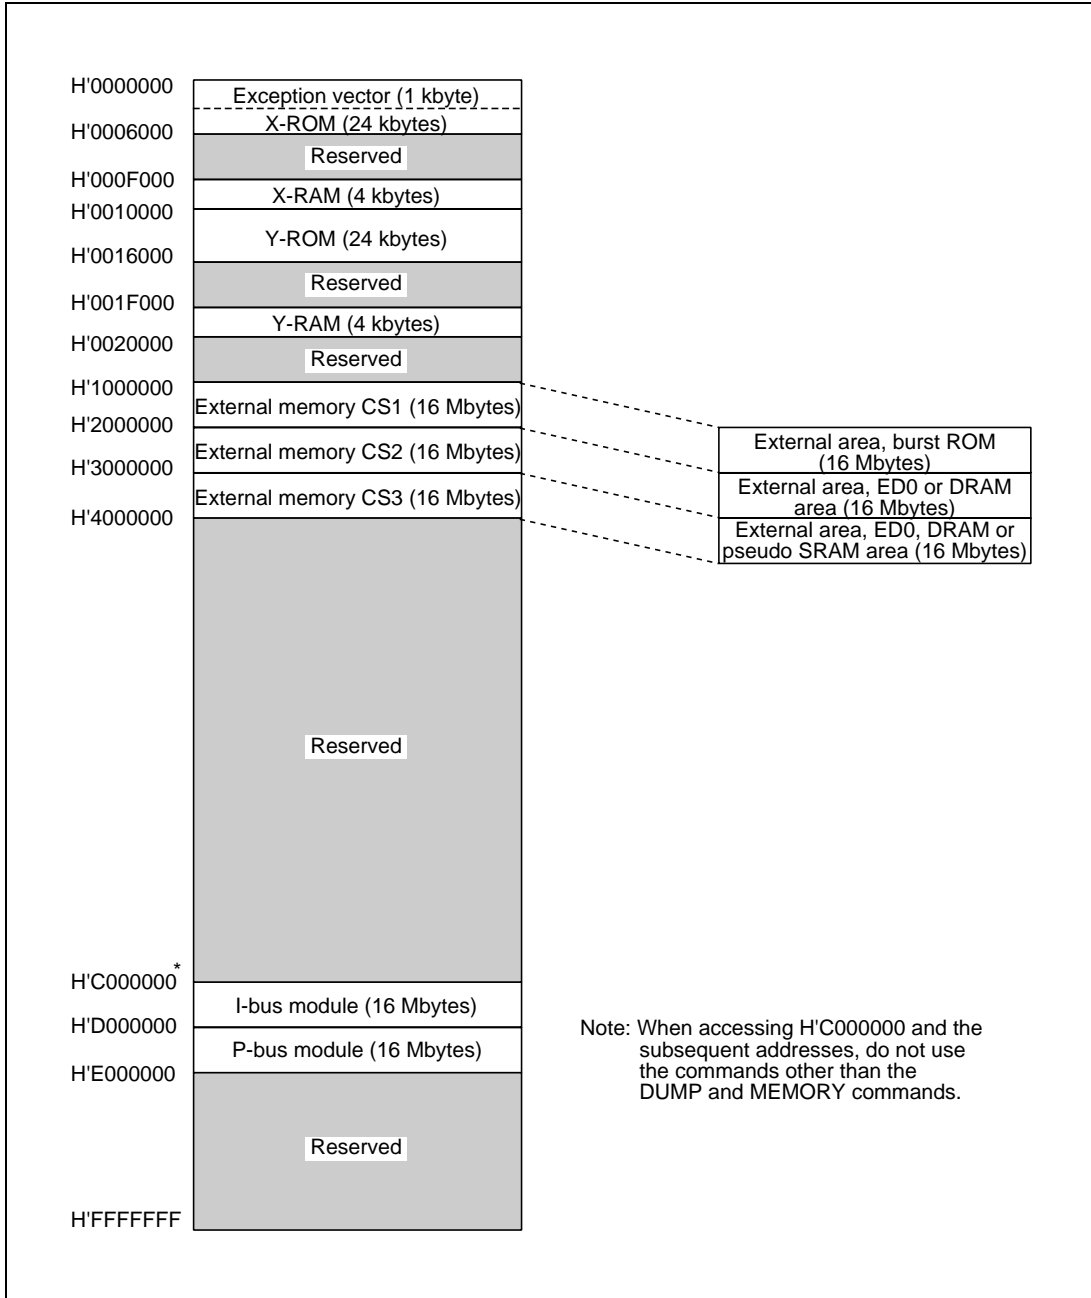 H'0000000
Exception vector (1 kbyte)
X-ROM (24 kbytes)
H'0006000
Reserved
H'000F000
X-RAM (4 kbytes)
H'0010000
Y-ROM (24 kbytes)
H'0016000
Reserved
H'001F000
Y-RAM (4 kbytes)
H'0020000
Reserved
H'1000000
External memory CS1 (16 Mbytes)
H'2000000
External memory CS2 (16 Mbytes)
H'3000000
External memory CS3 (16 Mbytes)
H'4000000
External area, burst ROM
(16 Mbytes)
External area, ED0 or DRAM
area (16 Mbytes)
External area, ED0, DRAM or
pseudo SRAM area (16 Mbytes)
Reserved
H'C000000*
I-bus module (16 Mbytes)
H'D000000
P-bus module (16 Mbytes)
H'E000000
Reserved
H'FFFFFFF
Note: When accessing H'C000000 and the
subsequent addresses, do not use
the commands other than the
DUMP and MEMORY commands.